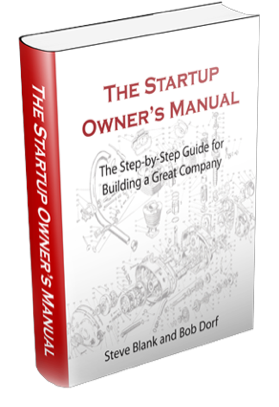 THE STARTUP
OWNER'S MANUAL
The Step-by-Step Guide for
Building a Great Company
Steve Blank and Bob Dorf
THE STARTUP OWNER'S MANUAL